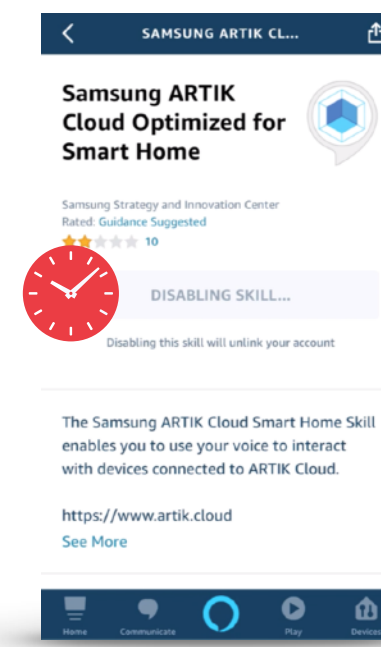 SAMSUNG ARTIK CL...
Samsung ARTIK
Cloud Optimized for
Smart Home
Samsung Strategy and Innovation Center
Rated: Guidance Suggested
10
DISABLING SKILL...
Disabling this skill will unlink your account
The Samsung ARTIK Cloud Smart Home Skill
enables you to use your voice to interact
with devices connected to ARTIK Cloud.
https://www.artik.cloud
See More
Home Communicate Play Devices